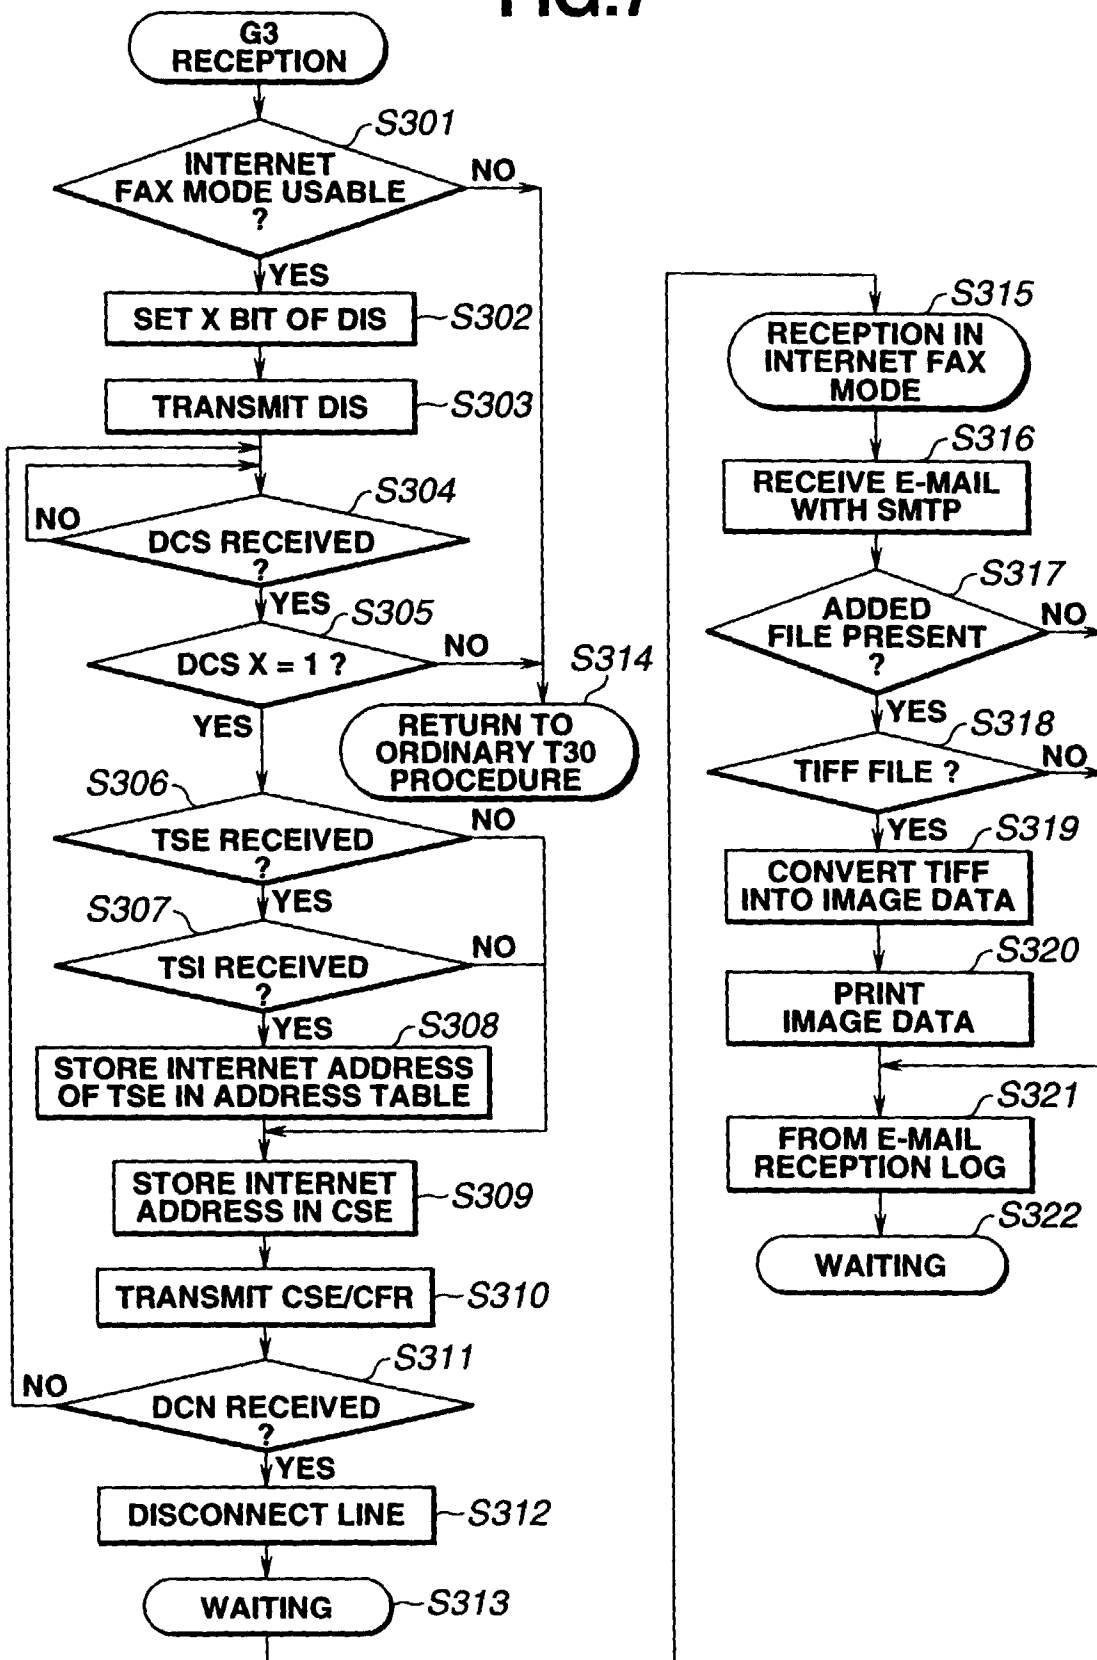 FIG.7
G3
RECEPTION
S301
INTERNET
FAX MODE USABLE
?
NO
YES
SET X BIT OF DIS
S302
TRANSMIT DIS
S303
S304
NO
DCS RECEIVED
?
YES
S305
DCS X = 1 ?
NO
YES
S314
RETURN TO
ORDINARY T30
PROCEDURE
S306
TSE RECEIVED
?
NO
YES
S307
TSI RECEIVED
?
NO
YES
S308
STORE INTERNET ADDRESS
OF TSE IN ADDRESS TABLE
STORE INTERNET
ADDRESS IN CSE
S309
TRANSMIT CSE/CFR
S310
S311
NO
DCN RECEIVED
?
YES
DISCONNECT LINE
S312
WAITING
S313
S315
RECEPTION IN
INTERNET FAX
MODE
S316
RECEIVE E-MAIL
WITH SMTP
S317
ADDED
FILE PRESENT
?
NO
YES
S318
TIFF FILE ?
NO
YES
S319
CONVERT TIFF
INTO IMAGE DATA
S320
PRINT
IMAGE DATA
S321
FROM E-MAIL
RECEPTION LOG
S322
WAITING